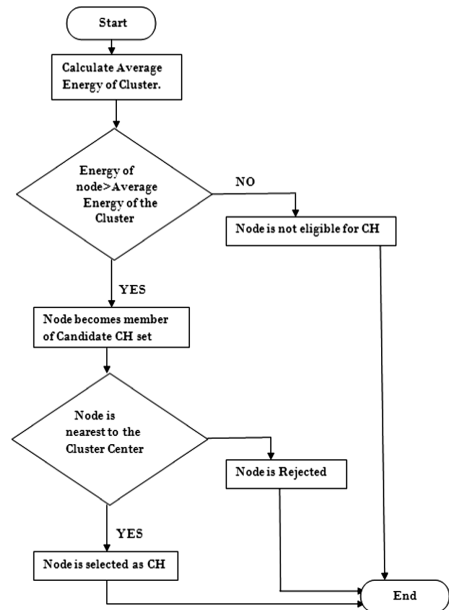 Start
Calculate Average
Energy of Cluster.
Energy of
node>Average
Energy of the
Cluster
NO
Node is not eligible for CH
YES
Node becomes member
of Candidate CH set
Node is
nearest to the
Cluster Center
Node is Rejected
YES
Node is selected as CH
End